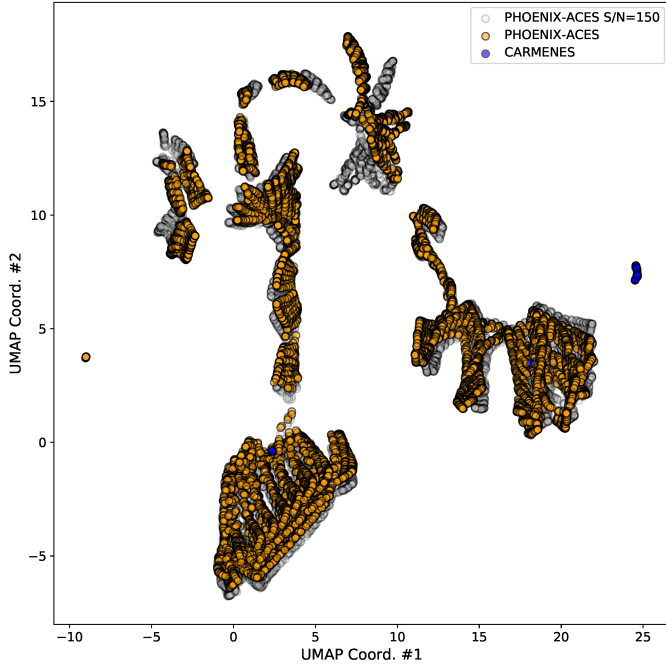 PHOENIX-ACES S/N=150
PHOENIX-ACES
CARMENES
UMAP Coord. #2
15
10
5
0
−5
−10
−5
0
5
10
15
20
25
UMAP Coord. #1